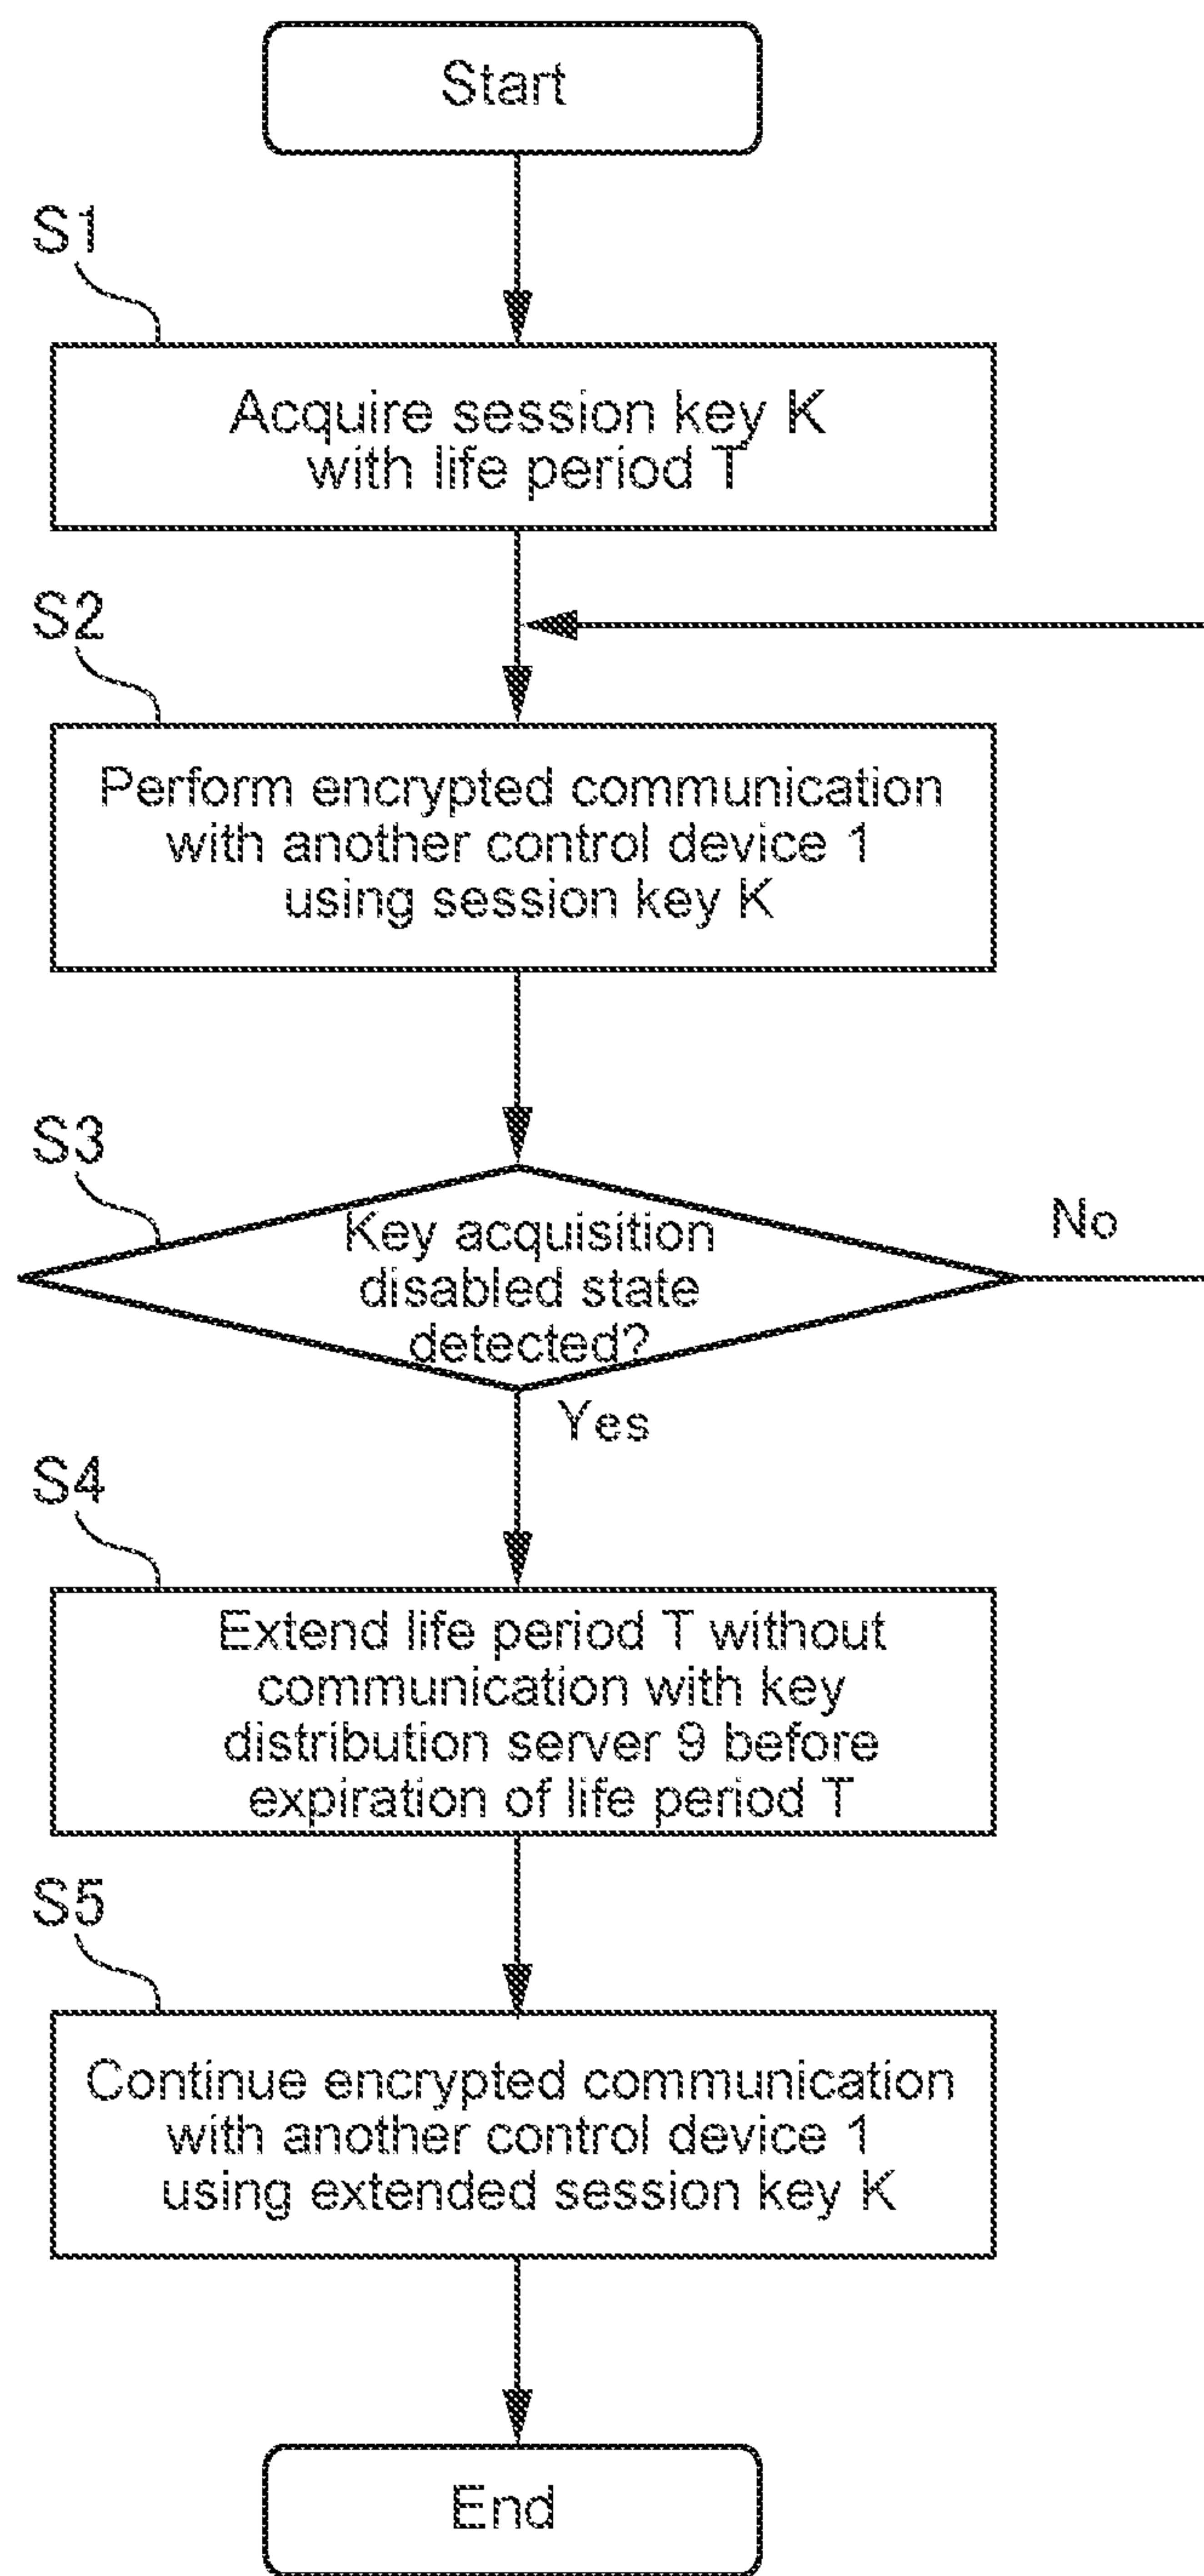 Start
S1
Acquire session key K
with life period T
S2
Perform encrypted communication
with another control device 1
using session key K
S3
Key acquisition
disabled state
detected?
No
Yes
S4
Extend life period T without
communication with key
distribution server 9 before
expiration of life period T
S5
Continue encrypted communication
with another control device 1
using extended session key K
End